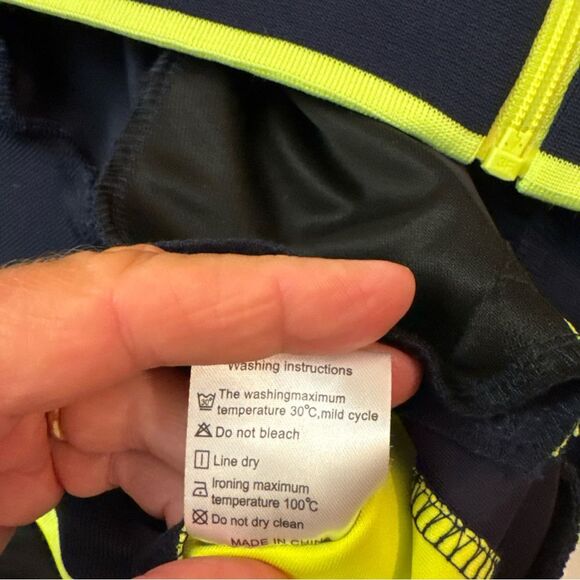 Washing instructions
The washingmaximum
temperature 30°C,mild cycle
Do not bleach
Line dry
Ironing maximum
temperature 100°C
Do not dry clean
MADE IN CHINA